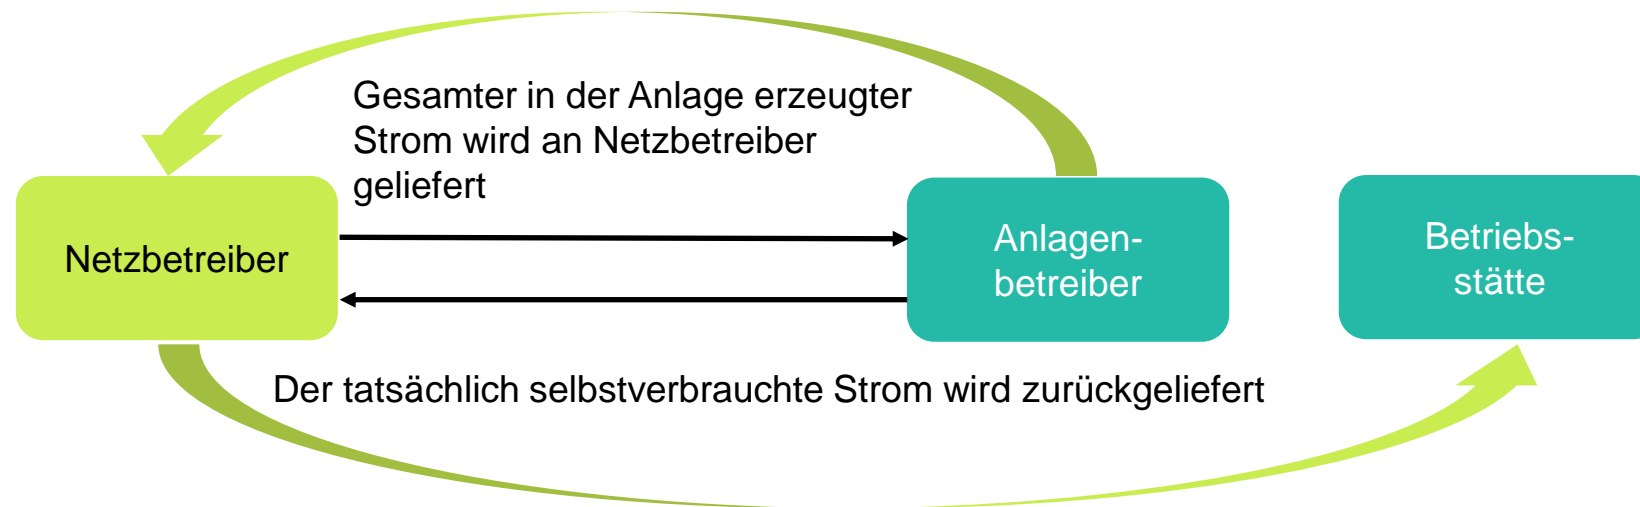 Gesamter in der Anlage erzeugter
Strom wird an Netzbetreiber
geliefert
Netzbetreiber
Anlagen-
betreiber
Betriebs-
stätte
Der tatsächlich selbstverbrauchte Strom wird zurückgeliefert